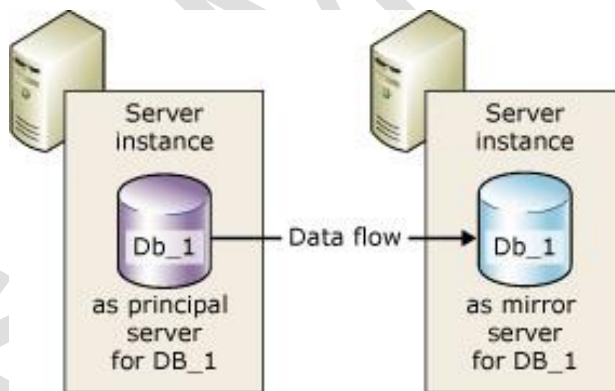 Server
instance
Db_1
as principal
server
for DB_1
Data flow
Server
instance
Db_1
as mirror
server
for DB_1